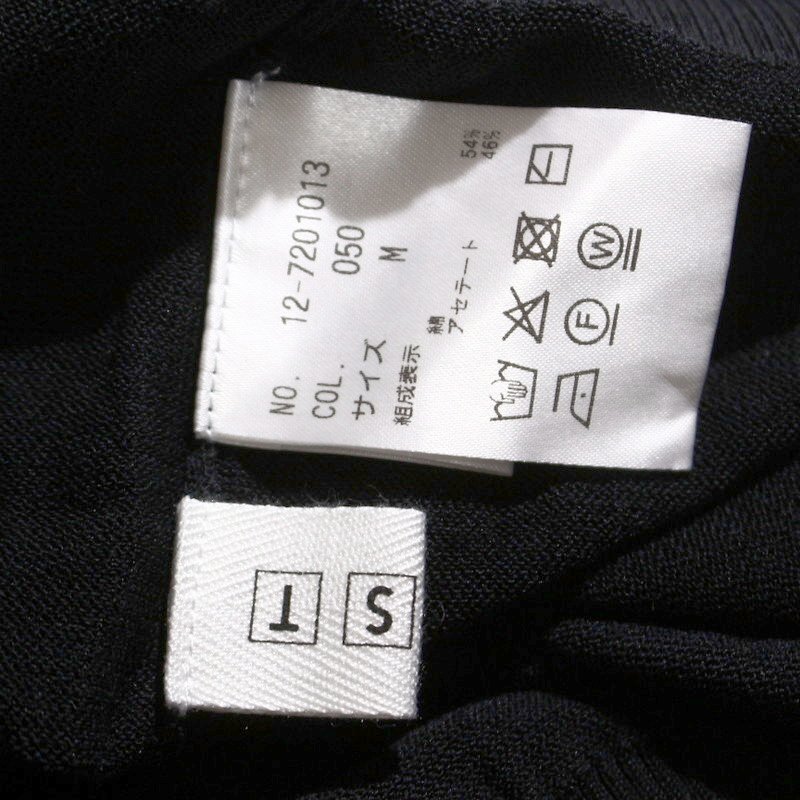 NO. 12-7201013
COL. 050
サイズ M
組成表示
綿 54%
アセテート 46%
W
F
S T